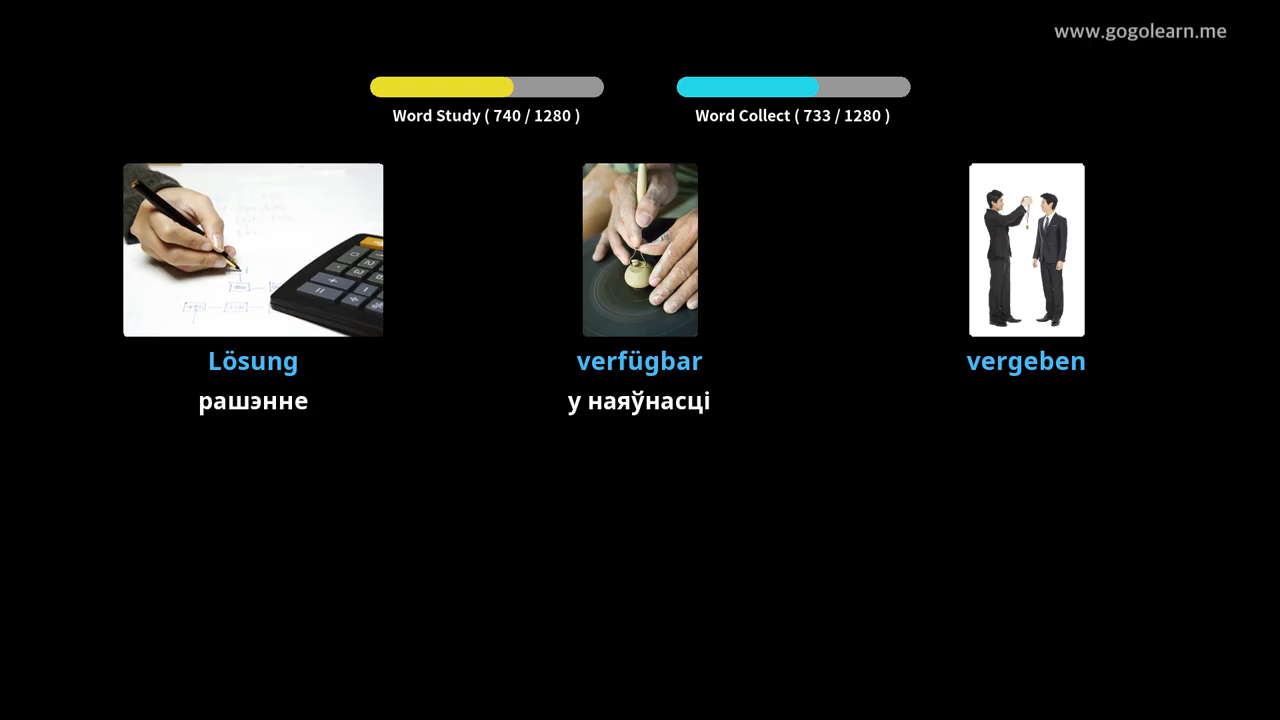 www.gogolearn.me
Word Study ( 740 / 1280 )
Word Collect ( 733 / 1280 )
Lösung
verfügbar
vergeben
рашэнне
у наяўнасці